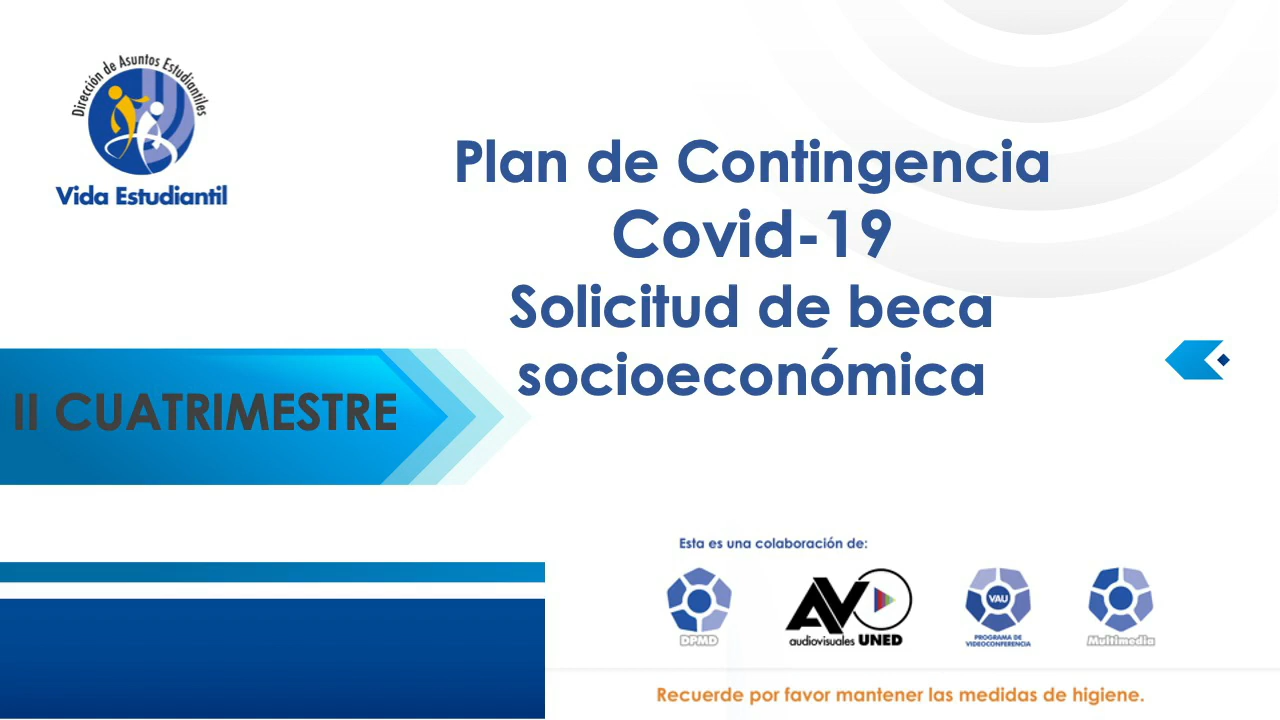 Dirección de Asuntos Estudiantiles
Vida Estudiantil
Plan de Contingencia
Covid-19
Solicitud de beca
socioeconómica
II CUATRIMESTRE
Esta es una colaboración de:
DPMD
AV
audiovisuales UNED
VAU
PROGRAMA DE
VIDEOCONFERENCIA
Multimedia
Recuerde por favor mantener las medidas de higiene.